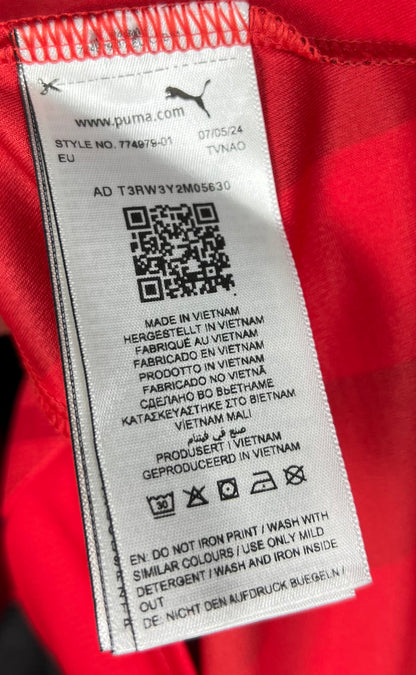 www.puma.com
STYLE NO. 774979-01 07/05/24
EU TVNAO
AD T3RW3Y2M05630
MADE IN VIETNAM
HERGESTELLT IN VIETNAM
FABRIQUÉ AU VIETNAM
FABRICADO EN VIETNAM
PRODOTTO IN VIETNAM
FABRICADO NO VIETNÃ
СДЕЛАНО ВО ВЬЕТНАМЕ
ΚΑΤΑΣΚΕΥΑΣΤΗΚΕ ΣΤΟ ΒΙΕΤΝΑΜ
VİETNAM MALI
صنع في فيتنام
PRODUSERT I VIETNAM
GEPRODUCEERD IN VIETNAM
30
EN: DO NOT IRON PRINT / WASH WITH
SIMILAR COLOURS / USE ONLY MILD
DETERGENT / WASH AND IRON INSIDE
OUT
DE: NICHT DEN AUFDRUCK BUEGELN /